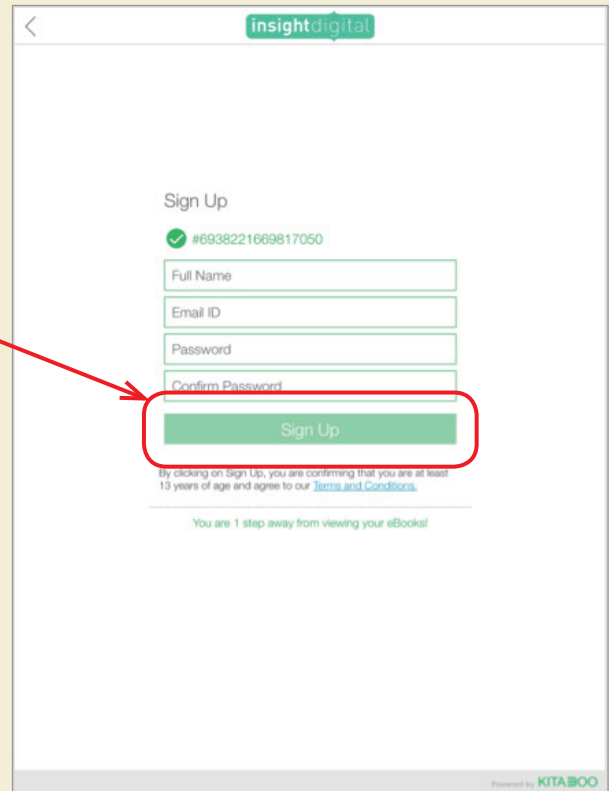 insightdigital
Sign Up
#6938221669817050
Full Name
Email ID
Password
Confirm Password
Sign Up
By clicking on Sign Up, you are confirming that you are at least
13 years of age and agree to our Terms and Conditions.
You are 1 step away from viewing your eBooks!
Powered by KITABOO